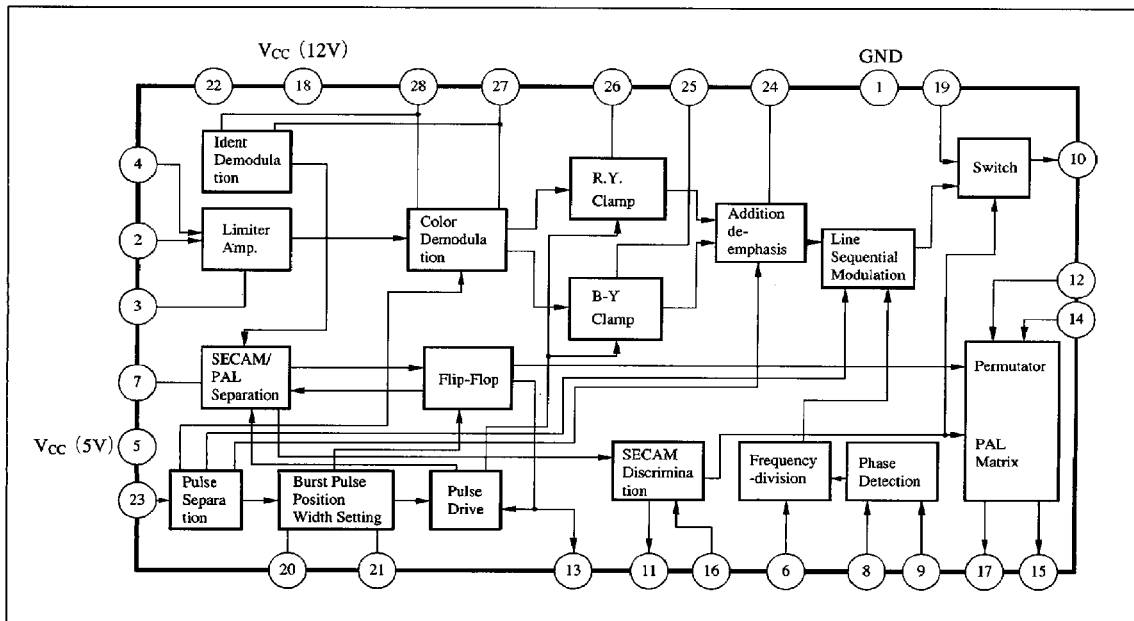 V_CC (12V)
GND
22
18
28
27
26
25
24
1
19
4
Ident
Demodula
tion
R.Y.
Clamp
Switch
10
2
Limiter
Amp.
Color
Demodula
tion
Addition
de-
emphasis
Line
Sequential
Modulation
3
B-Y
Clamp
12
14
7
SECAM/
PAL
Separation
Flip-Flop
Permutator
PAL
Matrix
V_CC (5V)
5
SECAM
Discrimina
tion
Frequency
-division
Phase
Detection
23
Pulse
Separa
tion
Burst Pulse
Position
Width Setting
Pulse
Drive
20
21
13
11
16
6
8
9
17
15